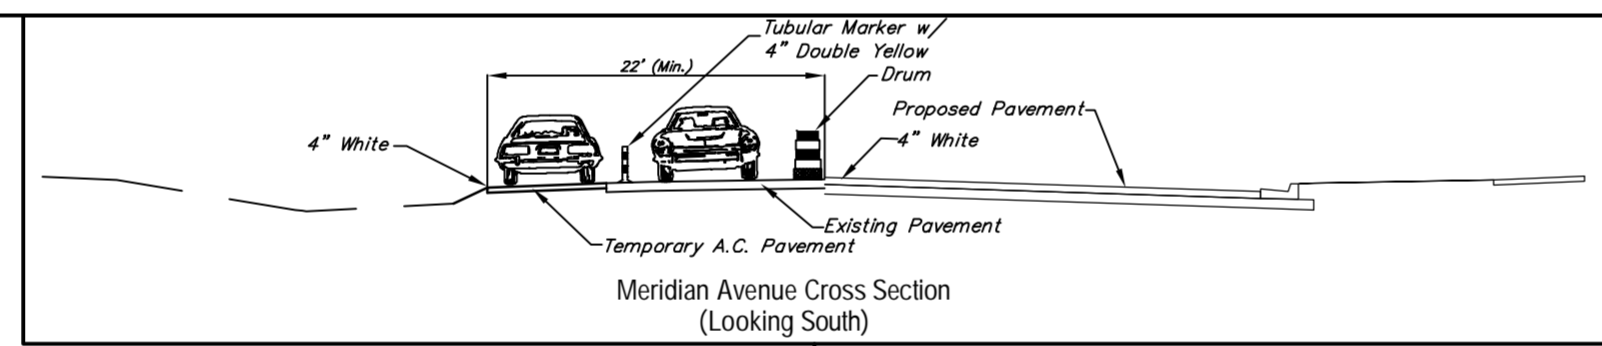 Tubular Marker w/
4" Double Yellow
22' (Min.)
Drum
Proposed Pavement
4" White
4" White
Existing Pavement
Temporary A.C. Pavement
Meridian Avenue Cross Section
(Looking South)